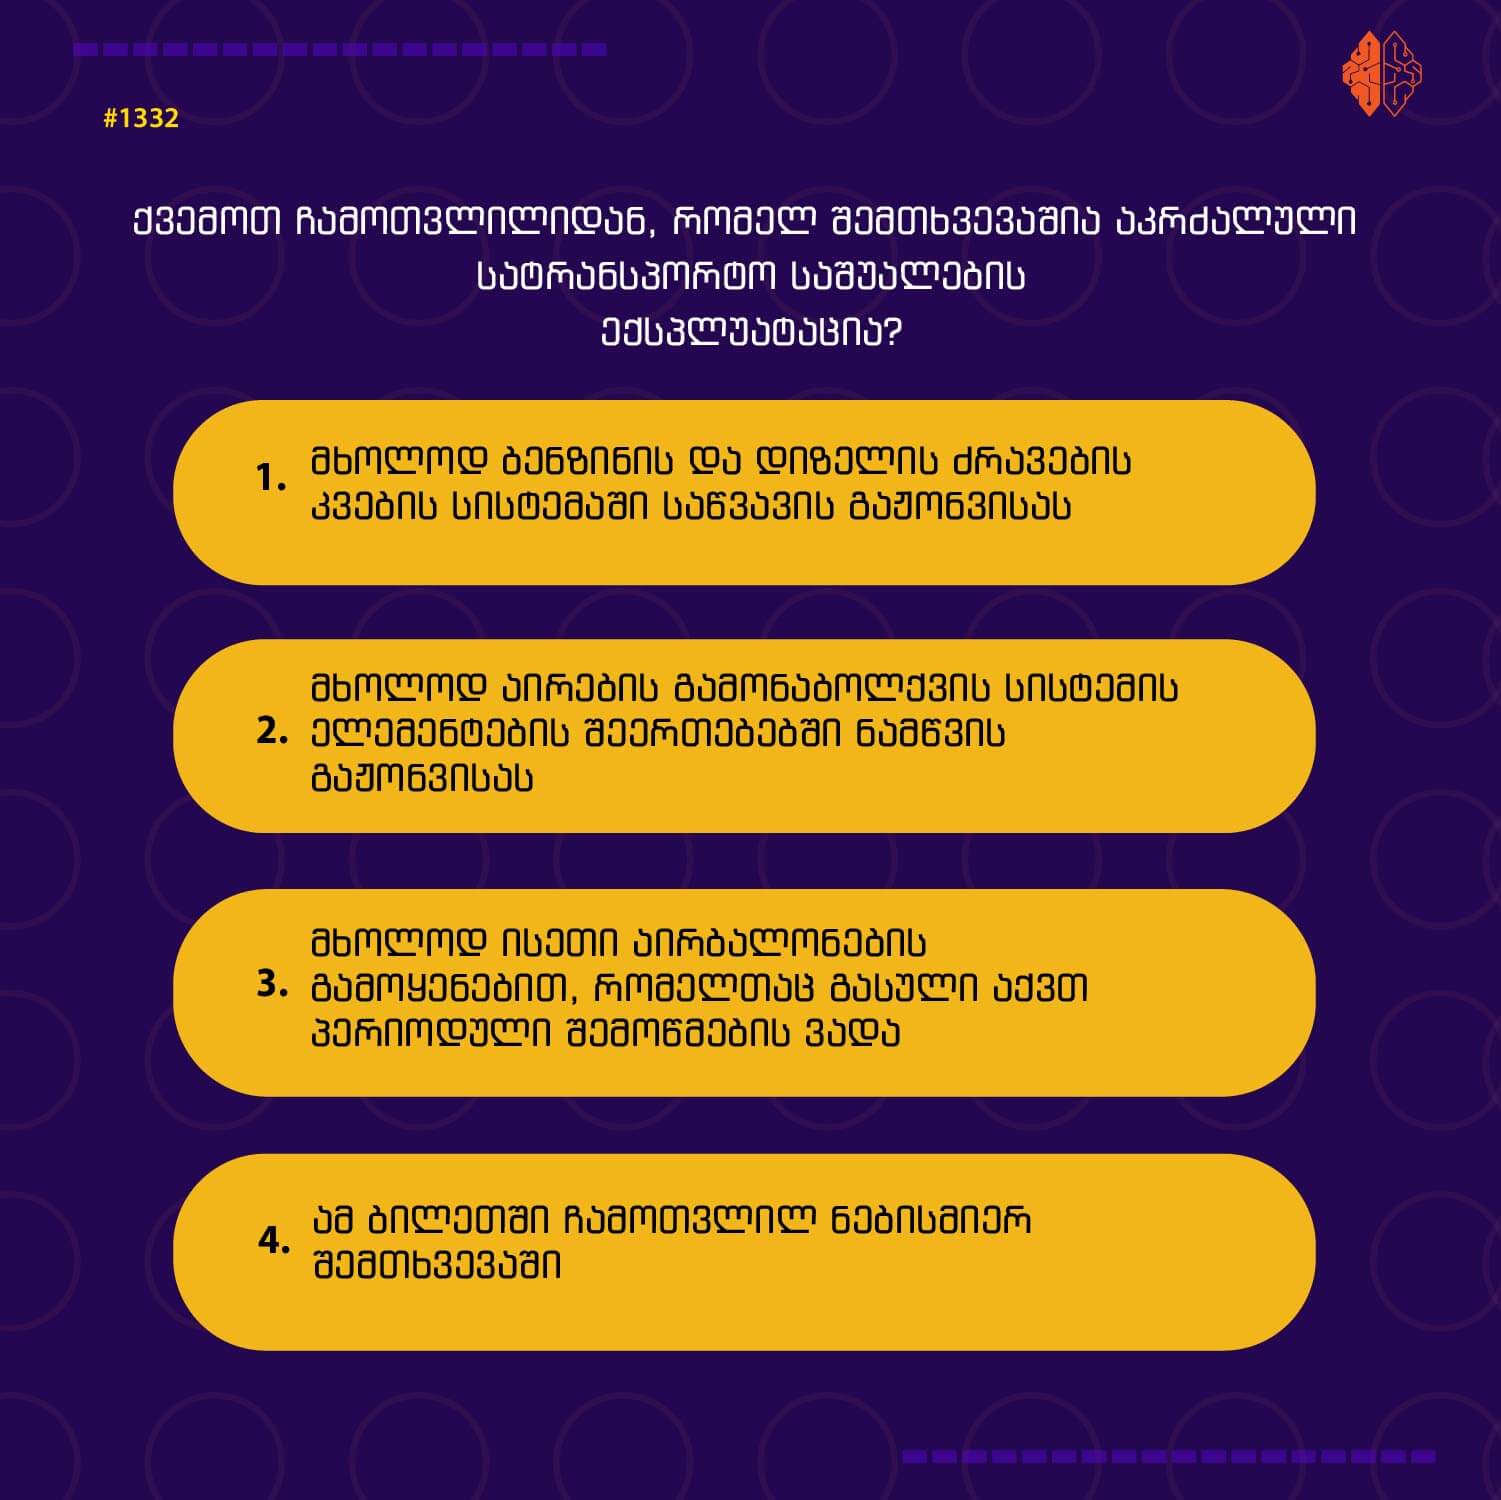 #1332
ქვემოთ ჩამოთვლილიდან, რომელ შემთხვევაშია აკრძალული
სატრანსპორტო საშუალების
ექსპლუატაცია?
1. მხოლოდ ბენზინის და დიზელის ძრავების
კვების სისტემაში საწვავის გაჟონვისას
მხოლოდ აირების გამონაბოლქვის სისტემის
2. ელემენტების შეერთებებში ნამწვის
გაჟონვისას
მხოლოდ ისეთი აირბალონების
3. გამოყენებით, რომელთაც გასული აქვთ
პერიოდული შემოწმების ვადა
4. ამ ბილეთში ჩამოთვლილ ნებისმიერ
შემთხვევაში